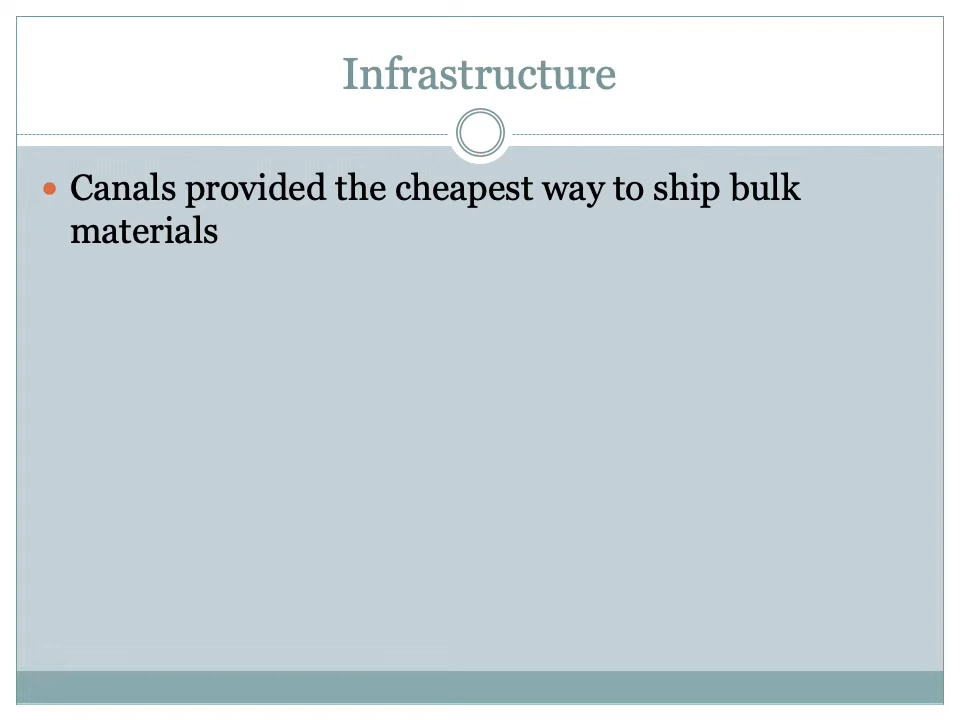 Infrastructure
• Canals provided the cheapest way to ship bulk
materials